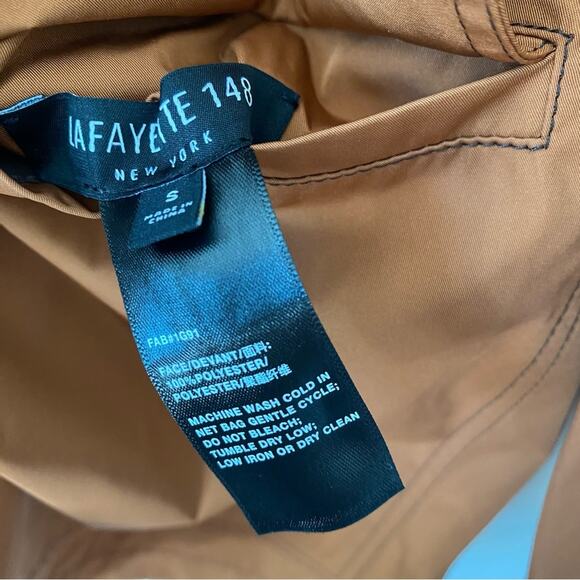 LAFAYETTE 148
NEW YORK
S
MADE IN
CHINA
FAB#1G91
FACE/DEVANT/面料:
100%POLYESTER/
POLYESTER/聚酯纤维
MACHINE WASH COLD IN
NET BAG GENTLE CYCLE;
DO NOT BLEACH;
TUMBLE DRY LOW;
LOW IRON OR DRY CLEAN